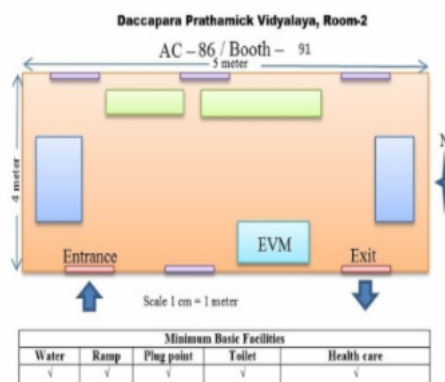 Daccapara Prathamick Vidyalaya, Room-2
AC – 86 / Booth – 91
5 meter
4 meter
N
EVM
Entrance
Exit
Scale 1 cm = 1 meter
Minimum Basic Facilities
Water Ramp Plug point Toilet Health care
√ √ √ √ √